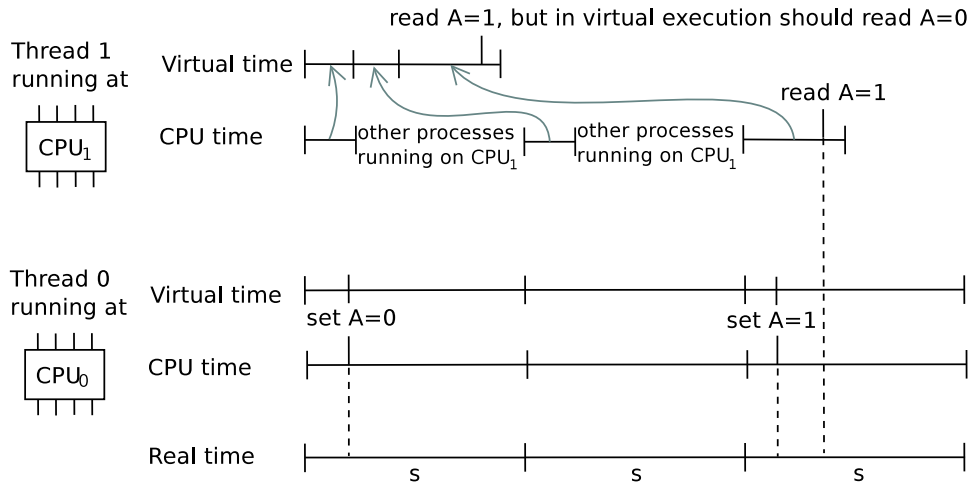 read A=1, but in virtual execution should read A=0
Thread 1
running at
CPU1
Virtual time
read A=1
CPU time
other processes
running on CPU1
other processes
running on CPU1
Thread 0
running at
CPU0
Virtual time
set A=0
set A=1
CPU time
Real time
s
s
s